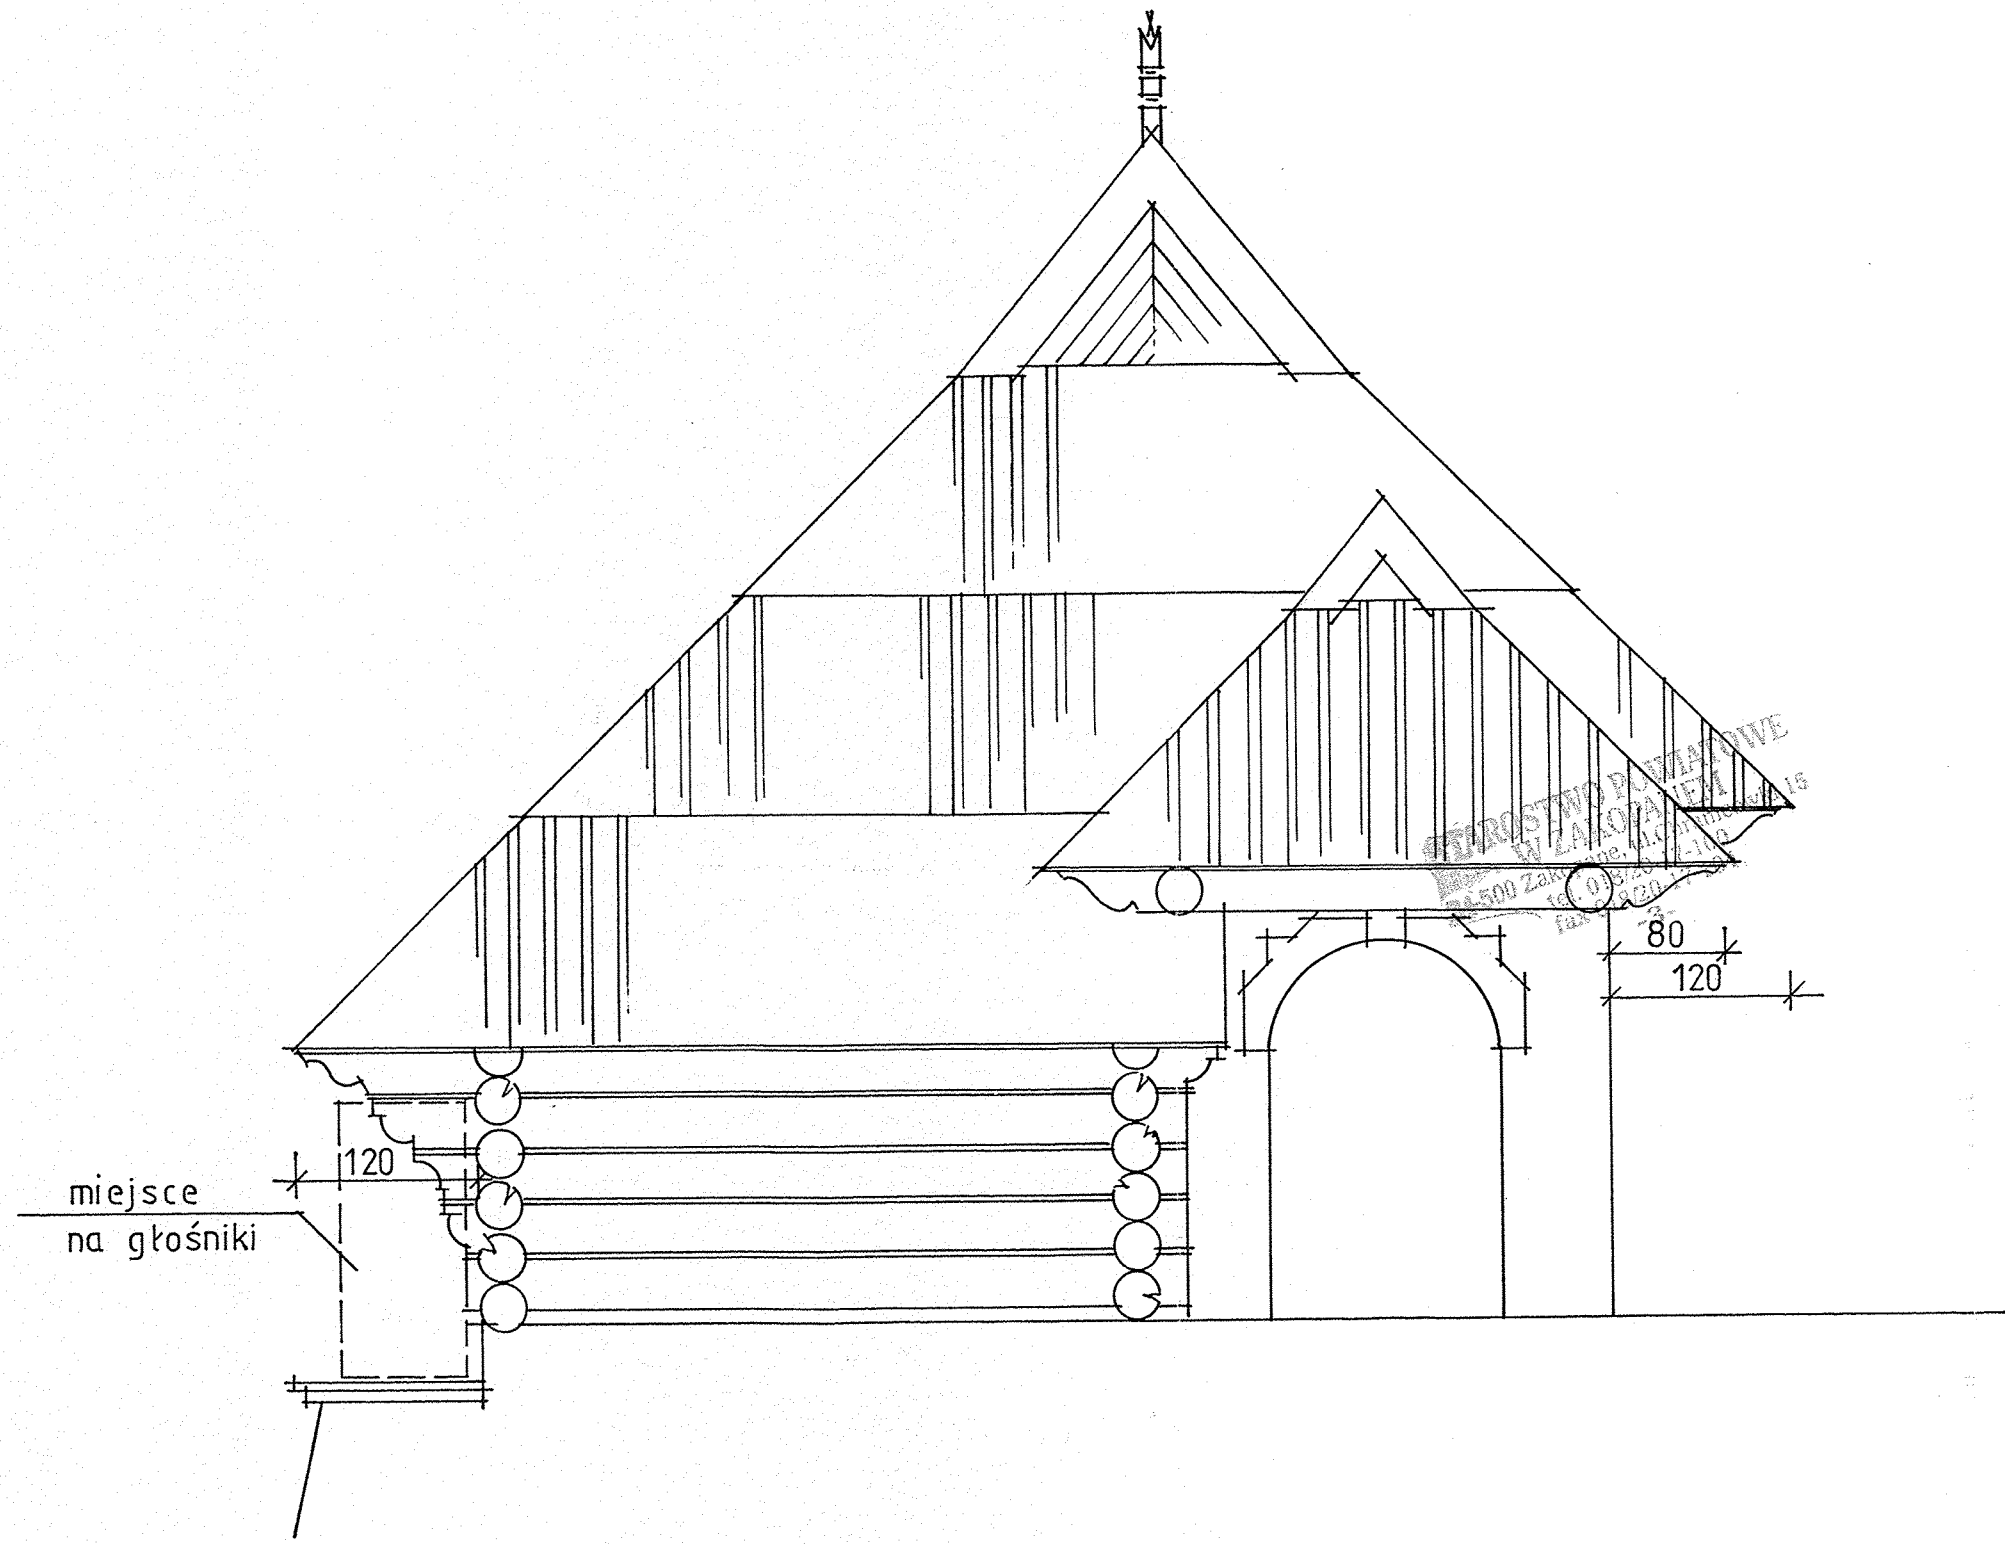 STAROSTWO POWIATOWE
W ZAKOPANEM
80
120
120
miejsce
na głośniki